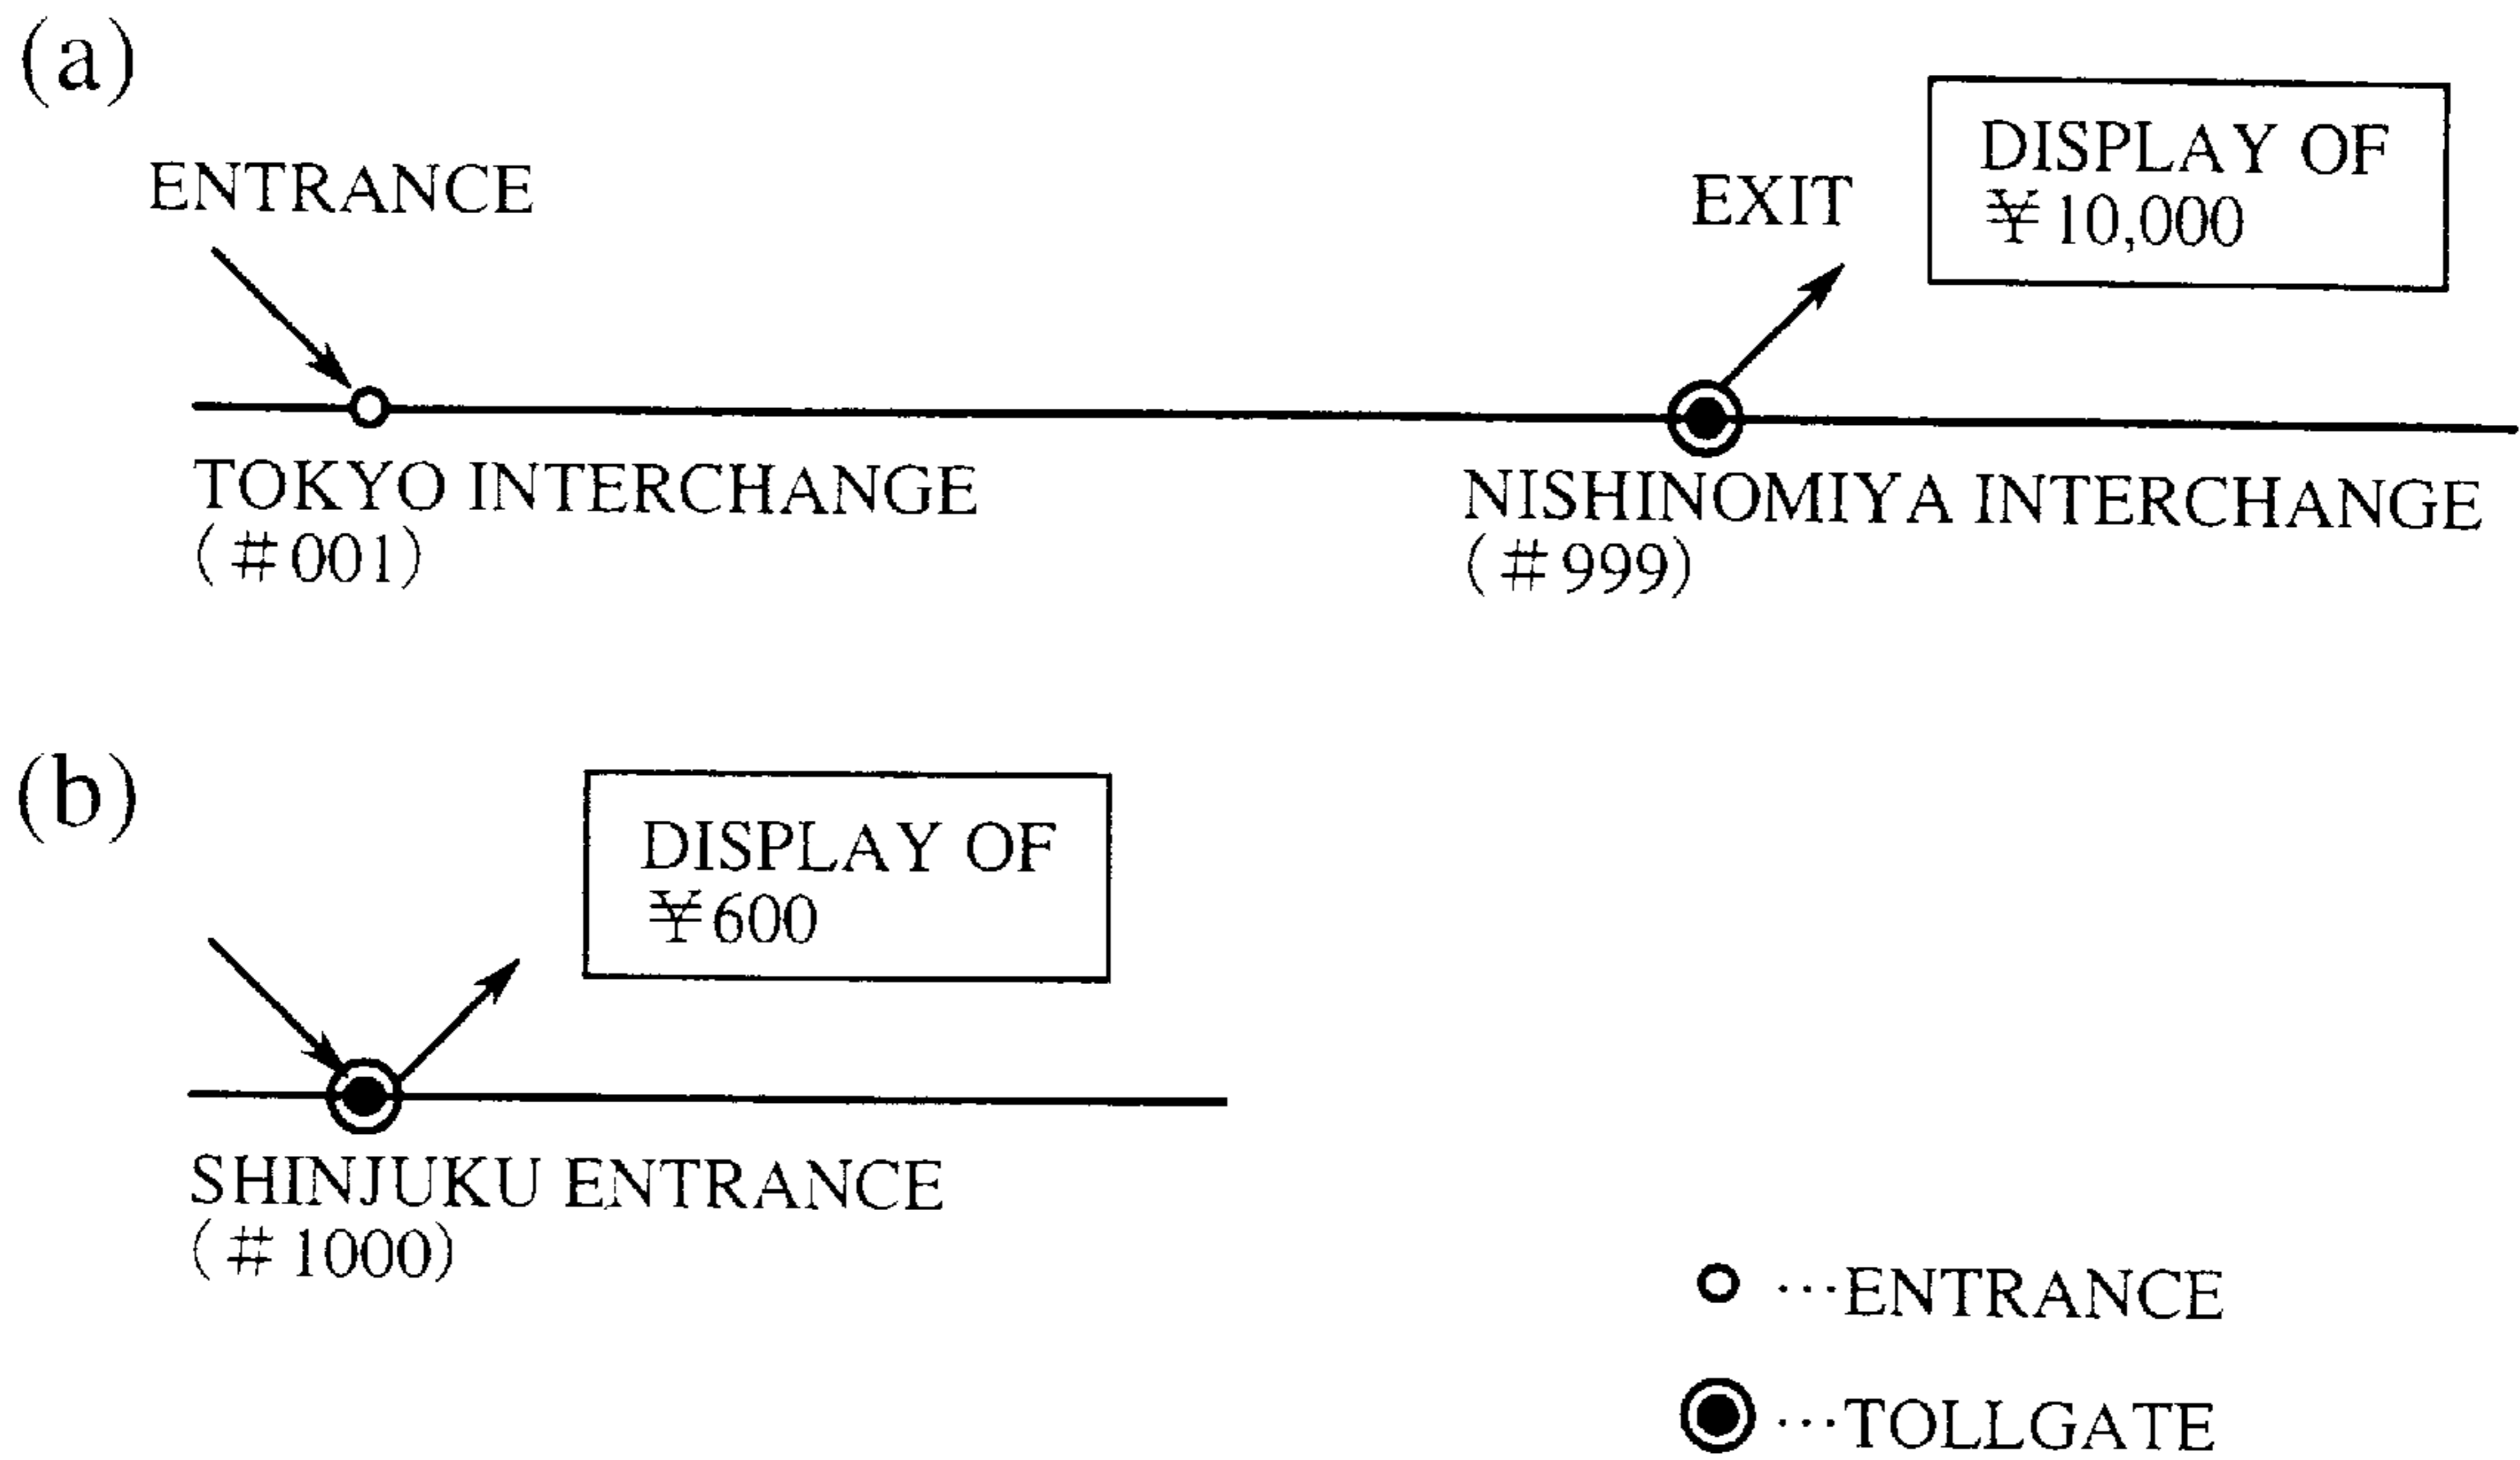 (a)
ENTRANCE
EXIT
DISPLAY OF
¥10,000
TOKYO INTERCHANGE
(#001)
NISHINOMIYA INTERCHANGE
(#999)
(b)
DISPLAY OF
¥600
SHINJUKU ENTRANCE
(#1000)
…ENTRANCE
…TOLLGATE